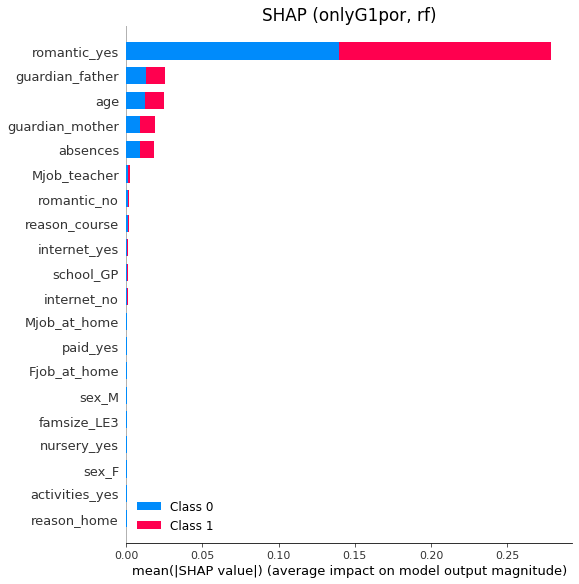 SHAP (onlyG1por, rf)
romantic_yes
guardian_father
age
guardian_mother
absences
Mjob_teacher
romantic_no
reason_course
internet_yes
school_GP
internet_no
Mjob_at_home
paid_yes
Fjob_at_home
sex_M
famsize_LE3
nursery_yes
sex_F
activities_yes
reason_home
Class 0
Class 1
0.00 0.05 0.10 0.15 0.20 0.25
mean(|SHAP value|) (average impact on model output magnitude)